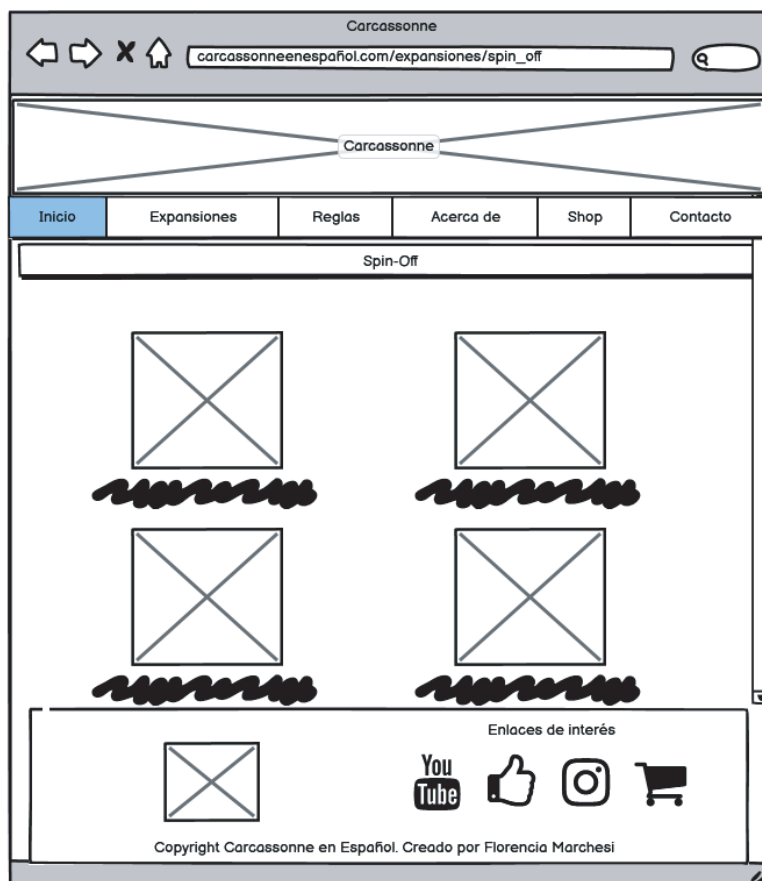 Carcassonne
carcassonneenespañol.com/expansiones/spin_off
Carcassonne
Inicio Expansiones Reglas Acerca de Shop Contacto
Spin-Off
Enlaces de interés
You
Tube
Copyright Carcassonne en Español. Creado por Florencia Marchesi